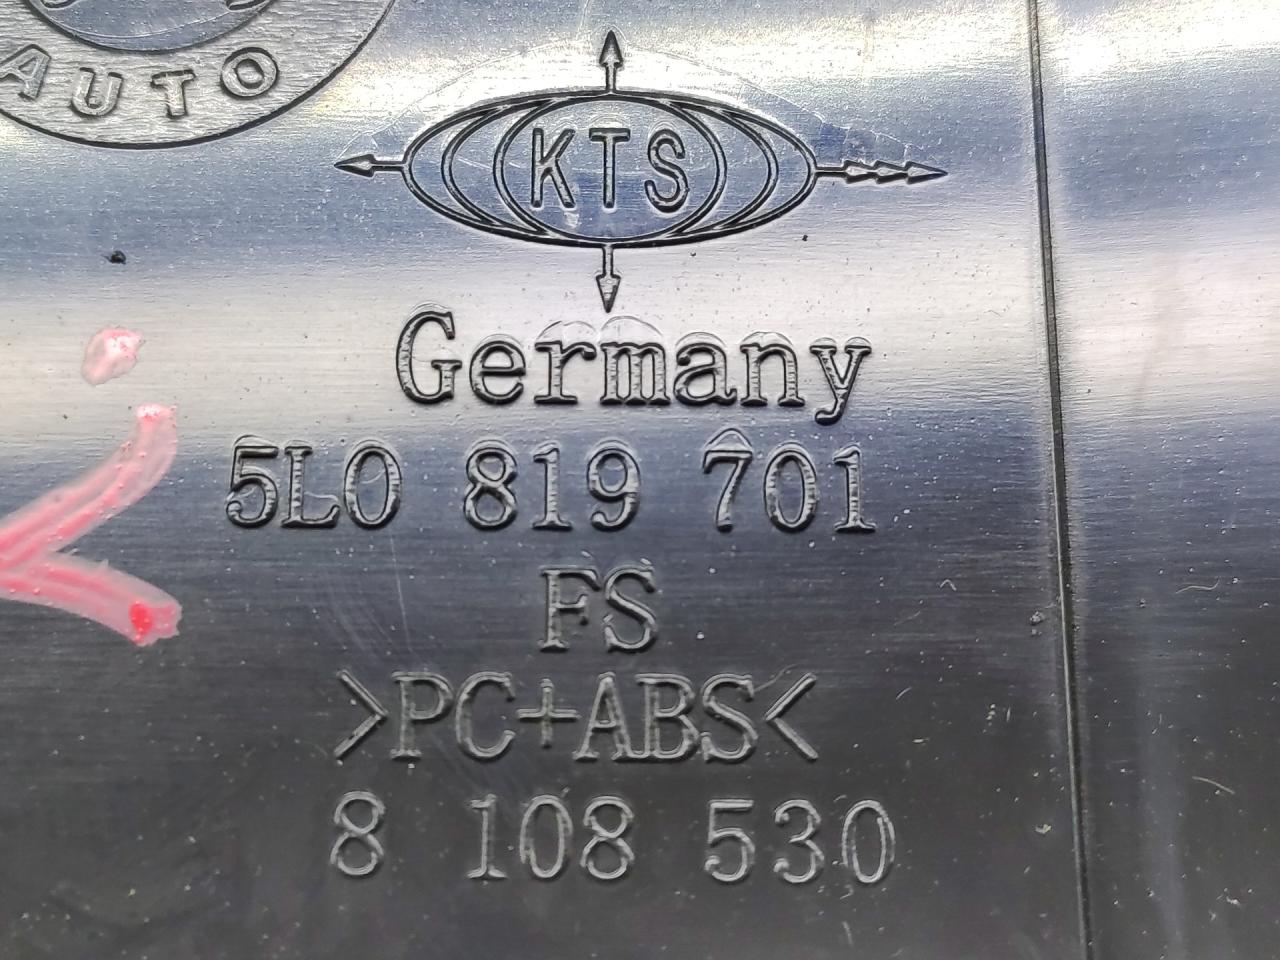 AUTO
KTS
Germany
5L0 819 701
FS
>PC+ABS<
8 108 530